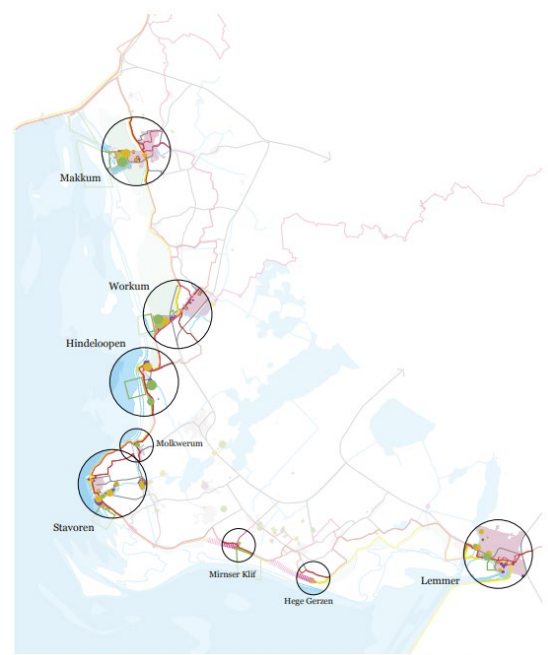 Makkum
Workum
Hindeloopen
Molkwerum
Stavoren
Mirnser Klif
Hege Gerzen
Lemmer